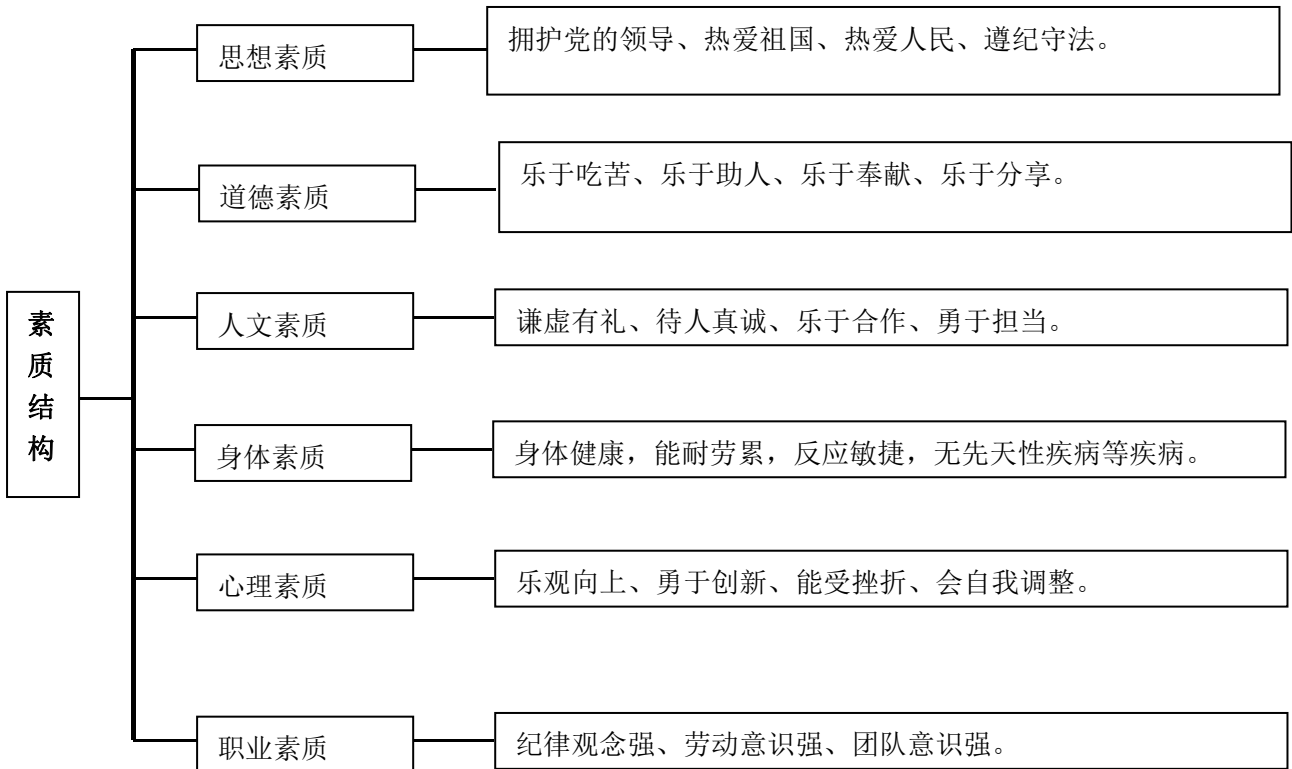 素质结构
思想素质
拥护党的领导、热爱祖国、热爱人民、遵纪守法。
道德素质
乐于吃苦、乐于助人、乐于奉献、乐于分享。
人文素质
谦虚有礼、待人真诚、乐于合作、勇于担当。
身体素质
身体健康，能耐劳累，反应敏捷，无先天性疾病等疾病。
心理素质
乐观向上、勇于创新、能受挫折、会自我调整。
职业素质
纪律观念强、劳动意识强、团队意识强。